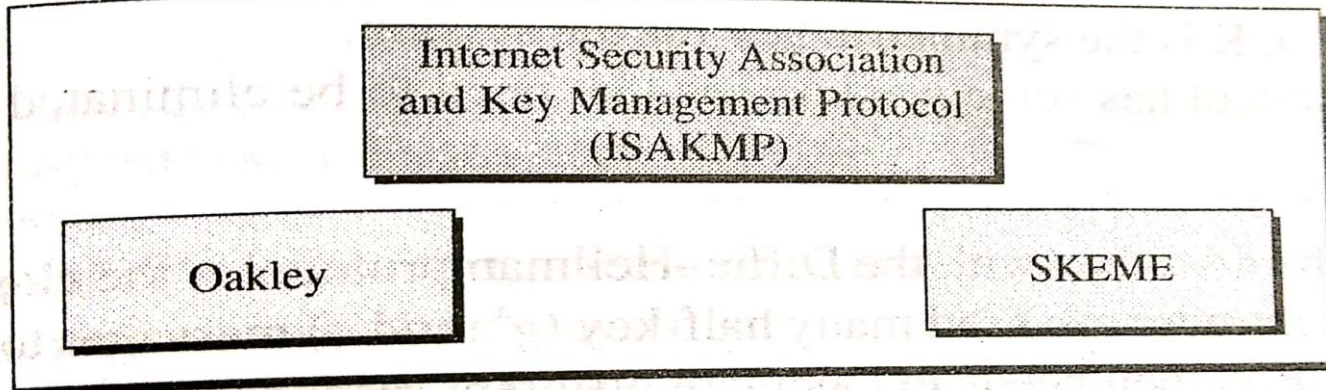 Internet Security Association
and Key Management Protocol
(ISAKMP)
Oakley
SKEME